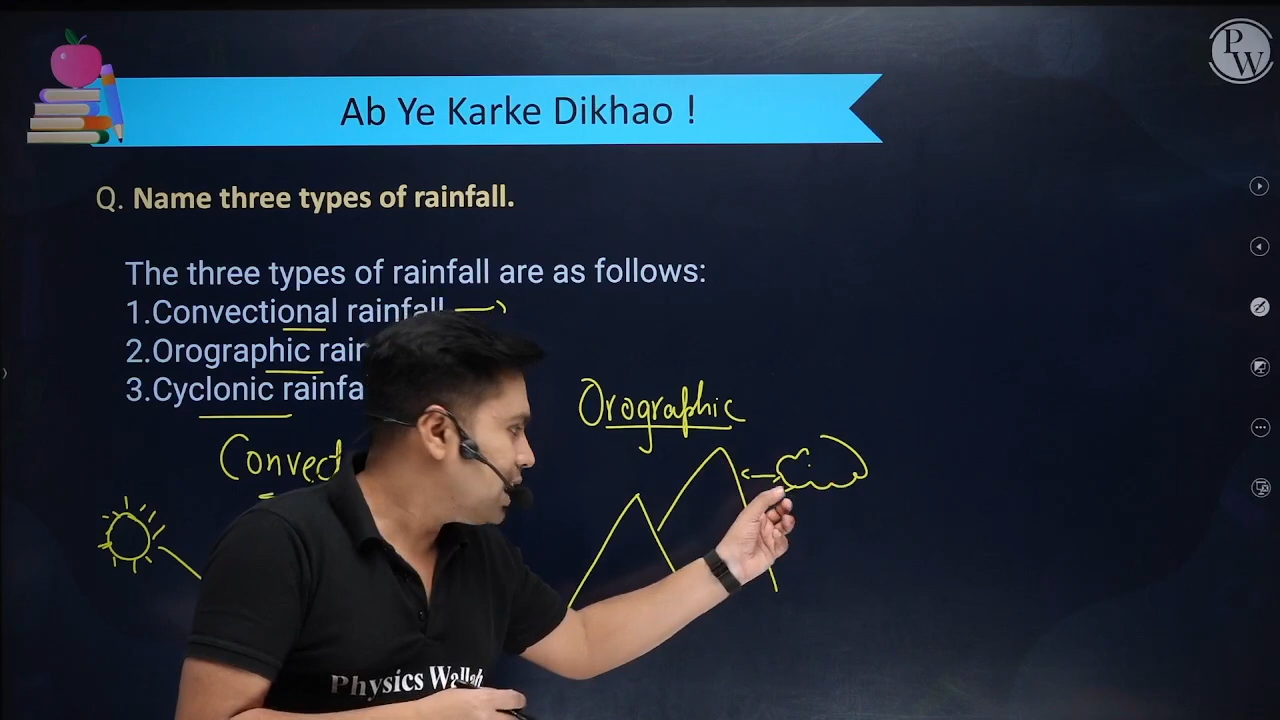 PW
Ab Ye Karke Dikhao !
Q. Name three types of rainfall.
The three types of rainfall are as follows:
1.Convectional rainfall
2.Orographic
3.Cyclonic
Orographic
Physics Wallah